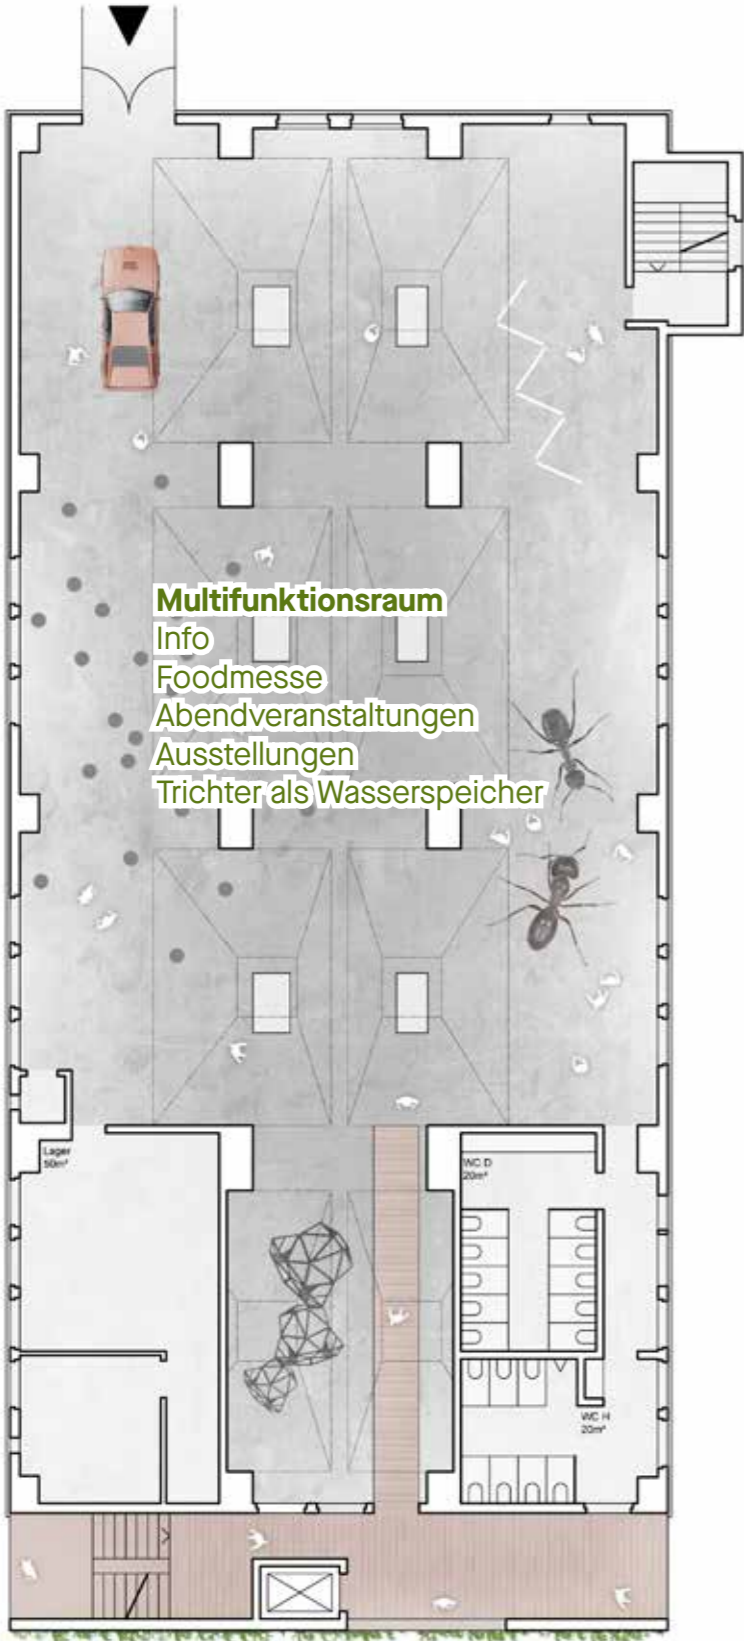 Multifunktionsraum
Info
Foodmesse
Abendveranstaltungen
Ausstellungen
Trichter als Wasserspeicher
Lager
50m²
WC D
20m²
WC H
20m²